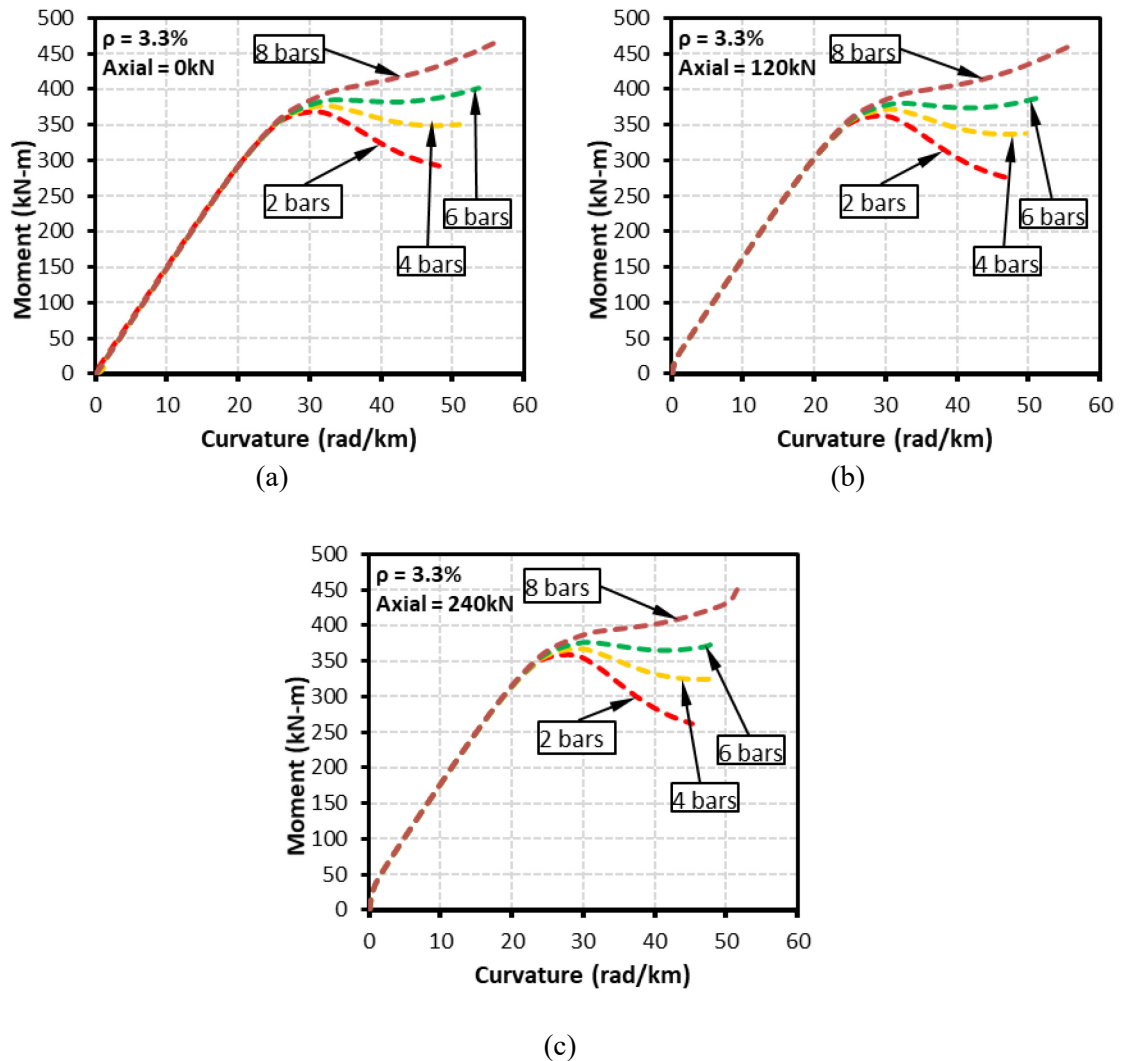 ρ = 3.3%
Axial = 0kN
8 bars
2 bars
6 bars
4 bars
Moment (kN-m)
500
450
400
350
300
250
200
150
100
50
0
0 10 20 30 40 50 60
Curvature (rad/km)
(a)
ρ = 3.3%
Axial = 120kN
8 bars
2 bars
6 bars
4 bars
Moment (kN-m)
500
450
400
350
300
250
200
150
100
50
0
0 10 20 30 40 50 60
Curvature (rad/km)
(b)
ρ = 3.3%
Axial = 240kN
8 bars
2 bars
6 bars
4 bars
Moment (kN-m)
500
450
400
350
300
250
200
150
100
50
0
0 10 20 30 40 50 60
Curvature (rad/km)
(c)